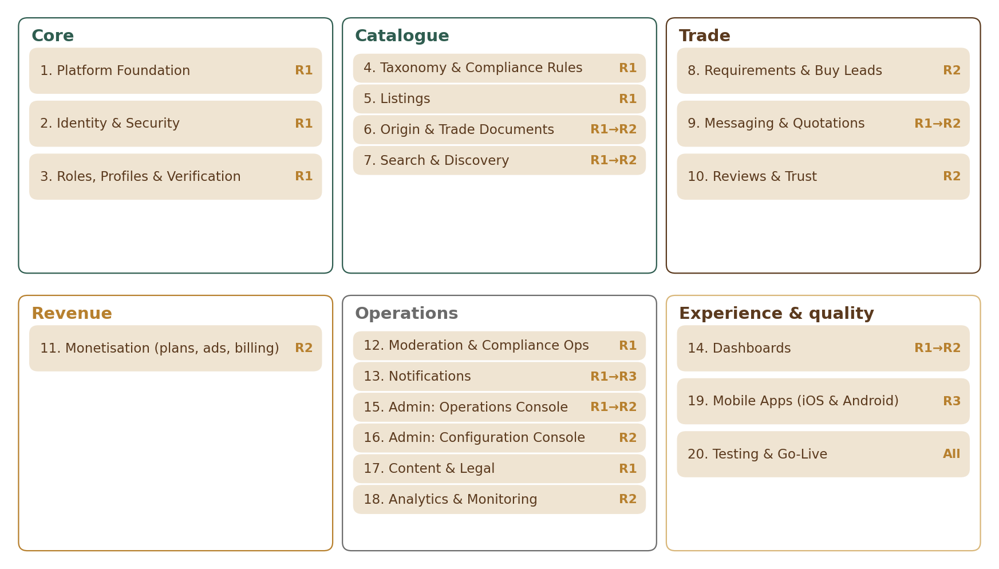 Core
1. Platform Foundation R1
2. Identity & Security R1
3. Roles, Profiles & Verification R1
Catalogue
4. Taxonomy & Compliance Rules R1
5. Listings R1
6. Origin & Trade Documents R1→R2
7. Search & Discovery R1→R2
Trade
8. Requirements & Buy Leads R2
9. Messaging & Quotations R1→R2
10. Reviews & Trust R2
Revenue
11. Monetisation (plans, ads, billing) R2
Operations
12. Moderation & Compliance Ops R1
13. Notifications R1→R3
15. Admin: Operations Console R1→R2
16. Admin: Configuration Console R2
17. Content & Legal R1
18. Analytics & Monitoring R2
Experience & quality
14. Dashboards R1→R2
19. Mobile Apps (iOS & Android) R3
20. Testing & Go-Live All